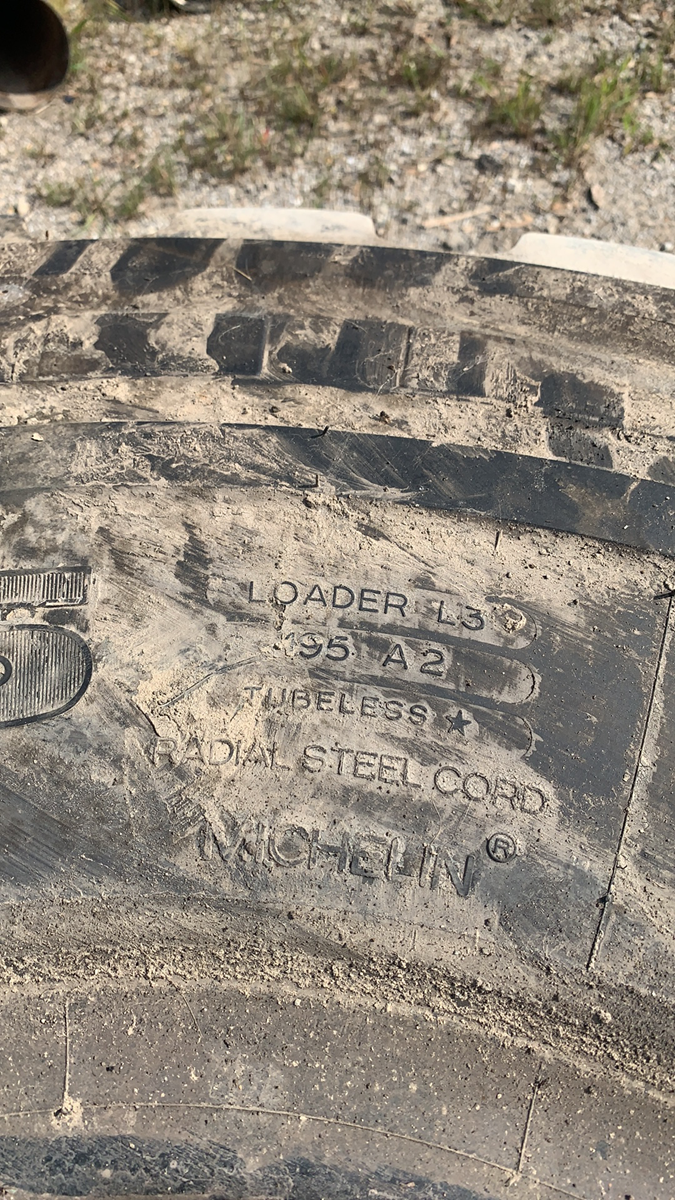 LOADER L3
195 A2
TUBELESS ★
RADIAL STEEL CORD
MICHELIN ®